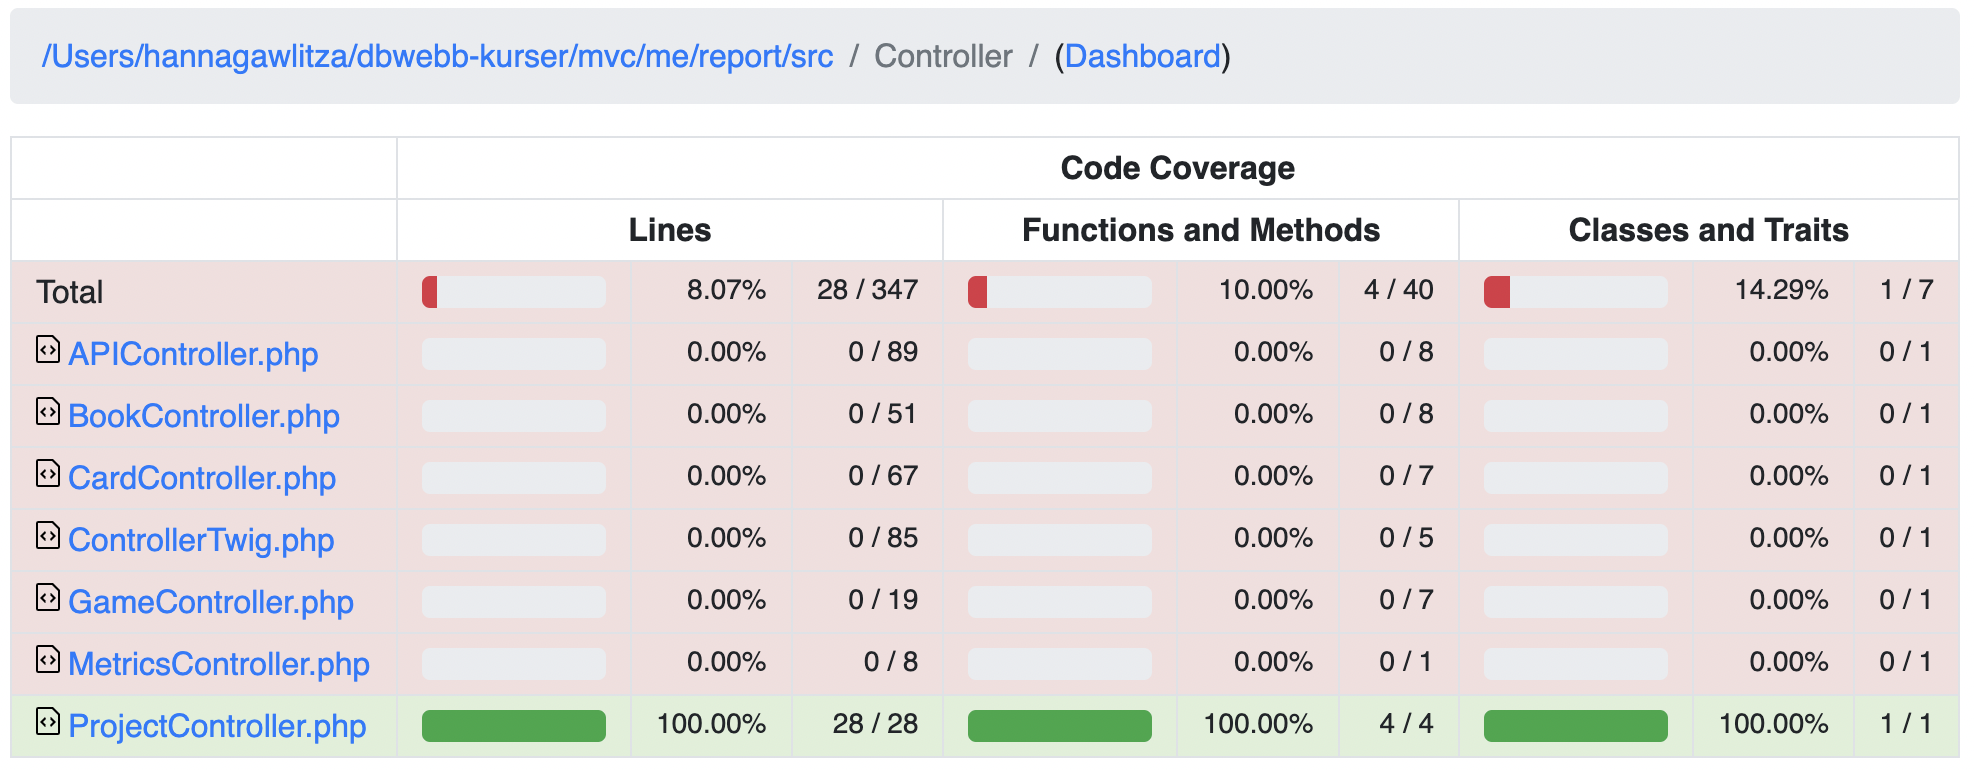 /Users/hannagawlitza/dbwebb-kurser/mvc/me/report/src / Controller / (Dashboard)
Code Coverage
Lines Functions and Methods Classes and Traits
Total 8.07% 28 / 347 10.00% 4 / 40 14.29% 1 / 7
APIController.php 0.00% 0 / 89 0.00% 0 / 8 0.00% 0 / 1
BookController.php 0.00% 0 / 51 0.00% 0 / 8 0.00% 0 / 1
CardController.php 0.00% 0 / 67 0.00% 0 / 7 0.00% 0 / 1
ControllerTwig.php 0.00% 0 / 85 0.00% 0 / 5 0.00% 0 / 1
GameController.php 0.00% 0 / 19 0.00% 0 / 7 0.00% 0 / 1
MetricsController.php 0.00% 0 / 8 0.00% 0 / 1 0.00% 0 / 1
ProjectController.php 100.00% 28 / 28 100.00% 4 / 4 100.00% 1 / 1